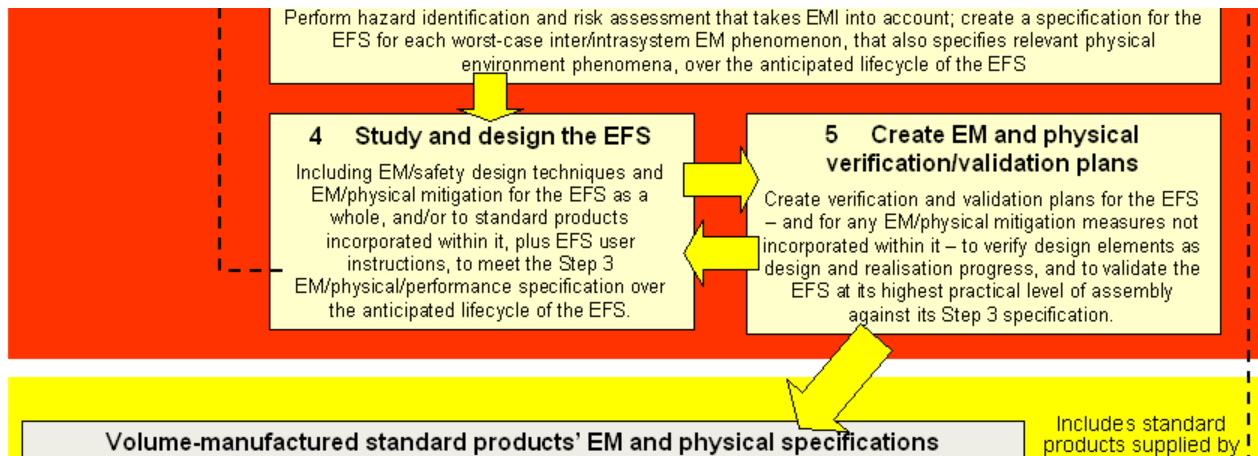 Perform hazard identification and risk assessment that takes EMI into account; create a specification for the
EFS for each worst-case inter/intrasystem EM phenomenon, that also specifies relevant physical
environment phenomena, over the anticipated lifecycle of the EFS
4 Study and design the EFS
Including EM/safety design techniques and
EM/physical mitigation for the EFS as a
whole, and/or to standard products
incorporated within it, plus EFS user
instructions, to meet the Step 3
EM/physical/performance specification over
the anticipated lifecycle of the EFS.
5 Create EM and physical
verification/validation plans
Create verification and validation plans for the EFS
– and for any EM/physical mitigation measures not
incorporated within it – to verify design elements as
design and realisation progress, and to validate the
EFS at its highest practical level of assembly
against its Step 3 specification.
Volume-manufactured standard products' EM and physical specifications
Includes standard
products supplied by